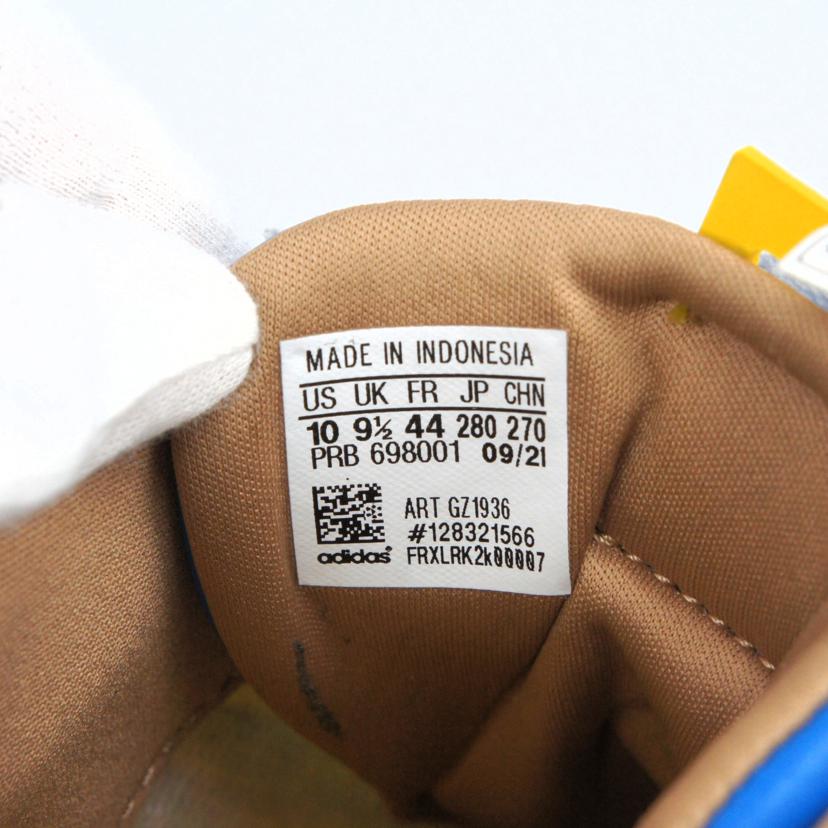 MADE IN INDONESIA
US UK FR JP CHN
10 9½ 44 280 270
PRB 698001 09/21
ART GZ1936
#128321566
adidas FRXLRK2k00007